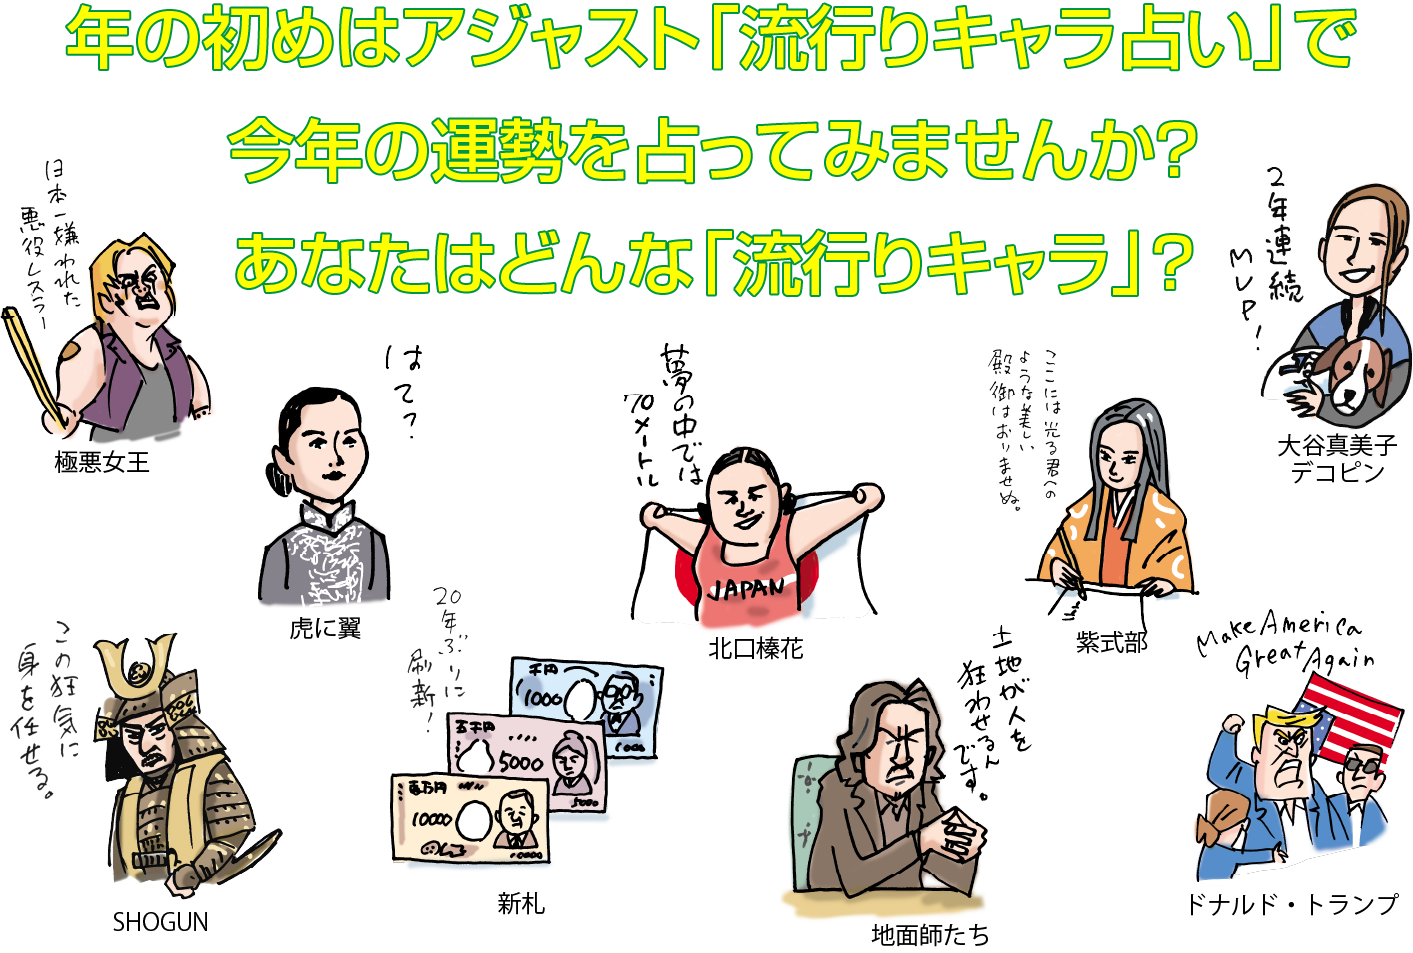 年の初めはアジャスト「流行りキャラ占い」で
今年の運勢を占ってみませんか？
あなたはどんな「流行りキャラ」？
日本一嫌われた
悪役レスラー
極悪女王
はて？
虎に翼
夢の中では
70メートル
JAPAN
北口榛花
ここには光る君への
ような美しい
殿御はおりませぬ。
紫式部
2年連続
MVP!
大谷真美子
デコピン
この狂気に
身を任せる。
SHOGUN
20年ぶりに
刷新！
千円
1000
1000
五千円
5000
5000
壱万円
10000
10000
新札
土地が人を
狂わせるん
です。
地面師たち
Make America
Great Again
ドナルド・トランプ